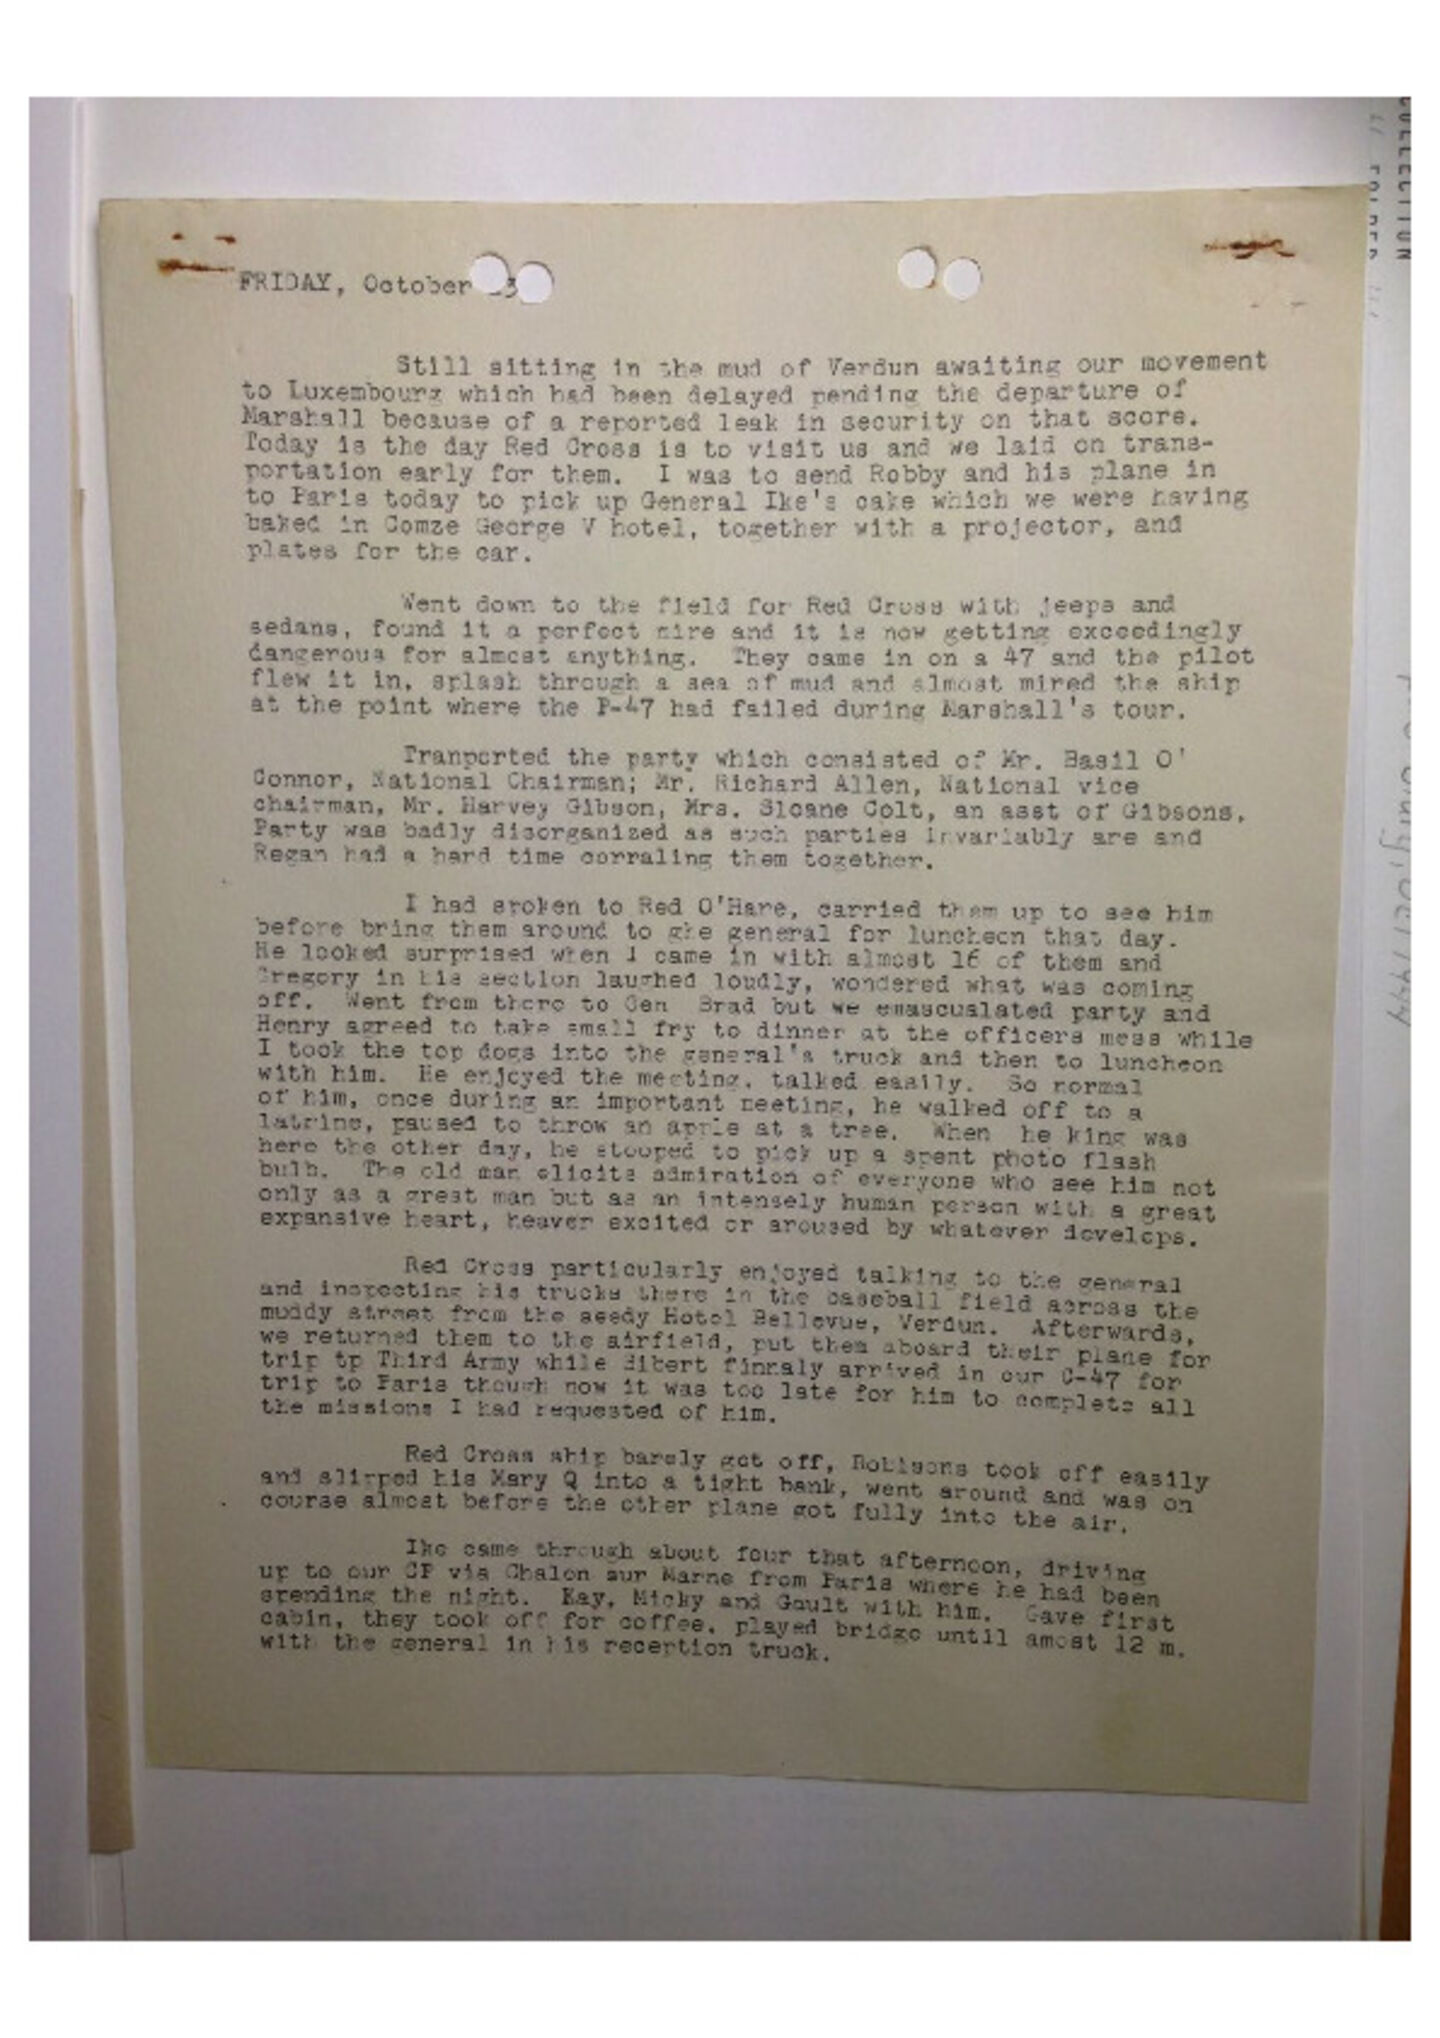 FRIDAY, October 3
Still sitting in the mud of Verdun awaiting our movement
to Luxembourg which had been delayed pending the departure of
Marshall because of a reported leak in security on that score.
Today is the day Red Cross is to visit us and we laid on trans-
portation early for them. I was to send Robby and his plane in
to Paris today to pick up General Ike's cake which we were having
baked in Comze George V hotel, together with a projector, and
plates for the car.
Went down to the field for Red Cross with jeeps and
sedans, found it a perfect mire and it is now getting exceedingly
dangerous for almost anything. They came in on a 47 and the pilot
flew it in, splash through a sea of mud and almost mired the ship
at the point where the P-47 had failed during Marshall's tour.
Tranported the party which consisted of Mr. Basil O'
Connor, National Chairman; Mr. Richard Allen, National vice
chairman, Mr. Harvey Gibson, Mrs. Sloane Colt, an asst of Gibsons.
Party was badly disorganized as such parties invariably are and
Regan had a hard time corraling them together.
I had spoken to Red O'Hare, carried them up to see him
before bring them around to ghe general for luncheon that day.
He looked surprised when I came in with almost 16 of them and
Gregory in his section laughed loudly, wondered what was coming
off. Went from there to Gen Brad but we emascualated party and
Henry agreed to take small fry to dinner at the officers mess while
I took the top dogs into the general's truck and then to luncheon
with him. He enjoyed the meeting, talked easily. So normal
of him, once during an important meeting, he walked off to a
latrine, paused to throw an apple at a tree. When he king was
here the other day, he stooped to pick up a spent photo flash
bulb. The old man elicits admiration of everyone who see him not
only as a great man but as an intensely human person with a great
expansive heart, heaver excited or aroused by whatever develops.
Red Cross particularly enjoyed talking to the general
and inspecting his trucks there in the baseball field across the
muddy street from the seedy Hotel Bellevue, Verdun. Afterwards,
we returned them to the airfield, put them aboard their plane for
trip tp Third Army while Sibert finnaly arrived in our C-47 for
trip to Paris though now it was too late for him to complete all
the missions I had requested of him.
Red Cross ship barely got off, Robisons took off easily
and slipped his Mary Q into a tight bank, went around and was on
course almost before the other plane got fully into the air.
Ike came through about four that afternoon, driving
up to our CP via Chalon sur Marne from Paris where he had been
spending the night. Kay, Micky and Gault with him. Gave first
cabin, they took off for coffee, played bridge until amost 12 m.
with the general in his reception truck.
COLLECTION